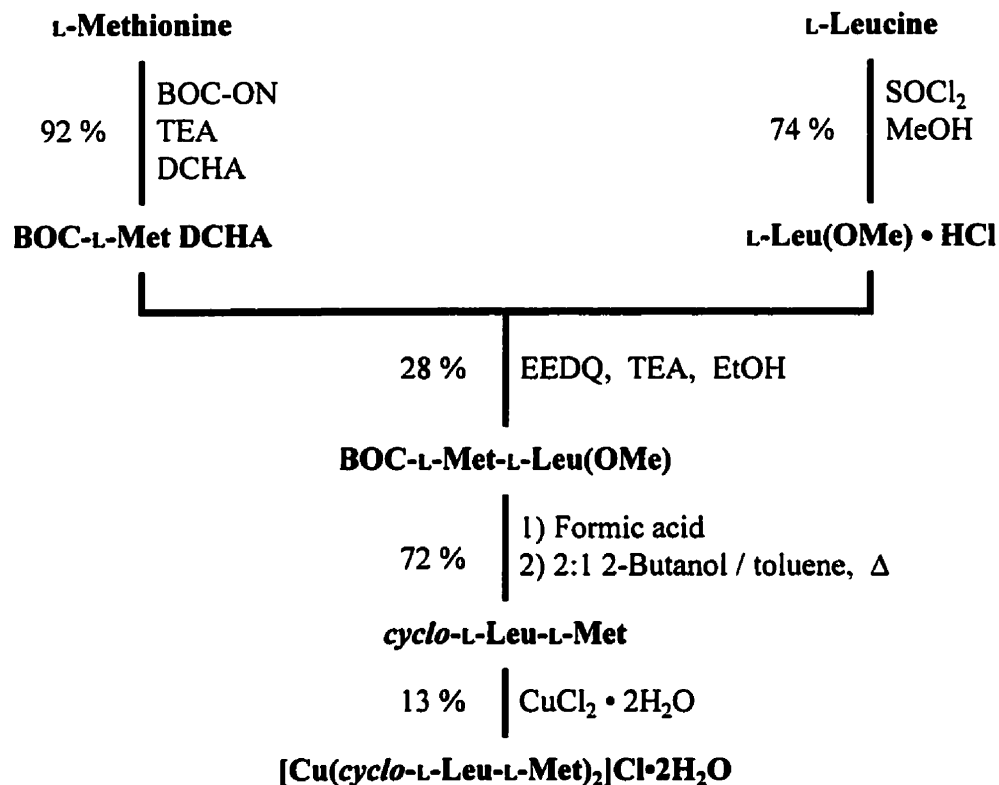 L-Methionine
L-Leucine
92 %
BOC-ON
TEA
DCHA
74 %
SOCl₂
MeOH
BOC-L-Met DCHA
L-Leu(OMe) • HCl
28 %
EEDQ, TEA, EtOH
BOC-L-Met-L-Leu(OMe)
72 %
1) Formic acid
2) 2:1 2-Butanol / toluene, Δ
cyclo-L-Leu-L-Met
13 %
CuCl₂ • 2H₂O
[Cu(cyclo-L-Leu-L-Met)₂]Cl•2H₂O